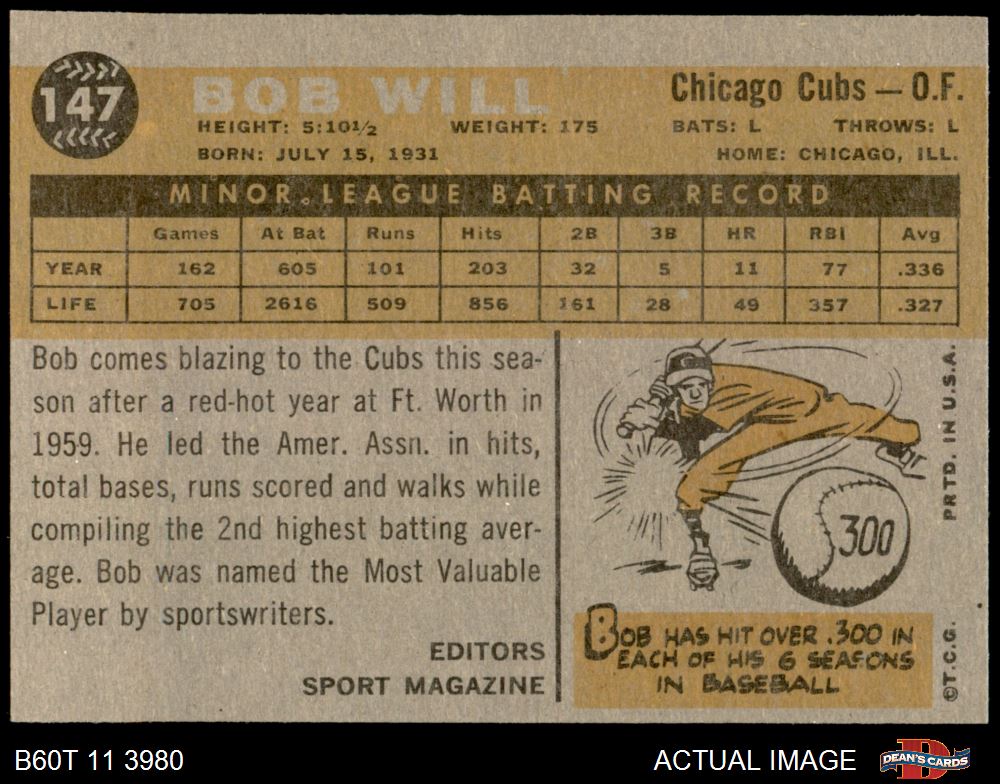 147
BOB WILL
Chicago Cubs — O.F.
HEIGHT: 5:10½ WEIGHT: 175 BATS: L THROWS: L
BORN: JULY 15, 1931 HOME: CHICAGO, ILL.
MINOR LEAGUE BATTING RECORD
Games At Bat Runs Hits 2B 3B HR RBI Avg
YEAR 162 605 101 203 32 5 11 77 .336
LIFE 705 2616 509 856 161 28 49 357 .327
Bob comes blazing to the Cubs this sea-
son after a red-hot year at Ft. Worth in
1959. He led the Amer. Assn. in hits,
total bases, runs scored and walks while
compiling the 2nd highest batting aver-
age. Bob was named the Most Valuable
Player by sportswriters.
EDITORS
SPORT MAGAZINE
300
BOB HAS HIT OVER .300 IN
EACH OF HIS 6 SEASONS
IN BASEBALL
PRTD. IN U.S.A.
©T.C.G.
B60T 11 3980
ACTUAL IMAGE
D
DEAN'S CARDS